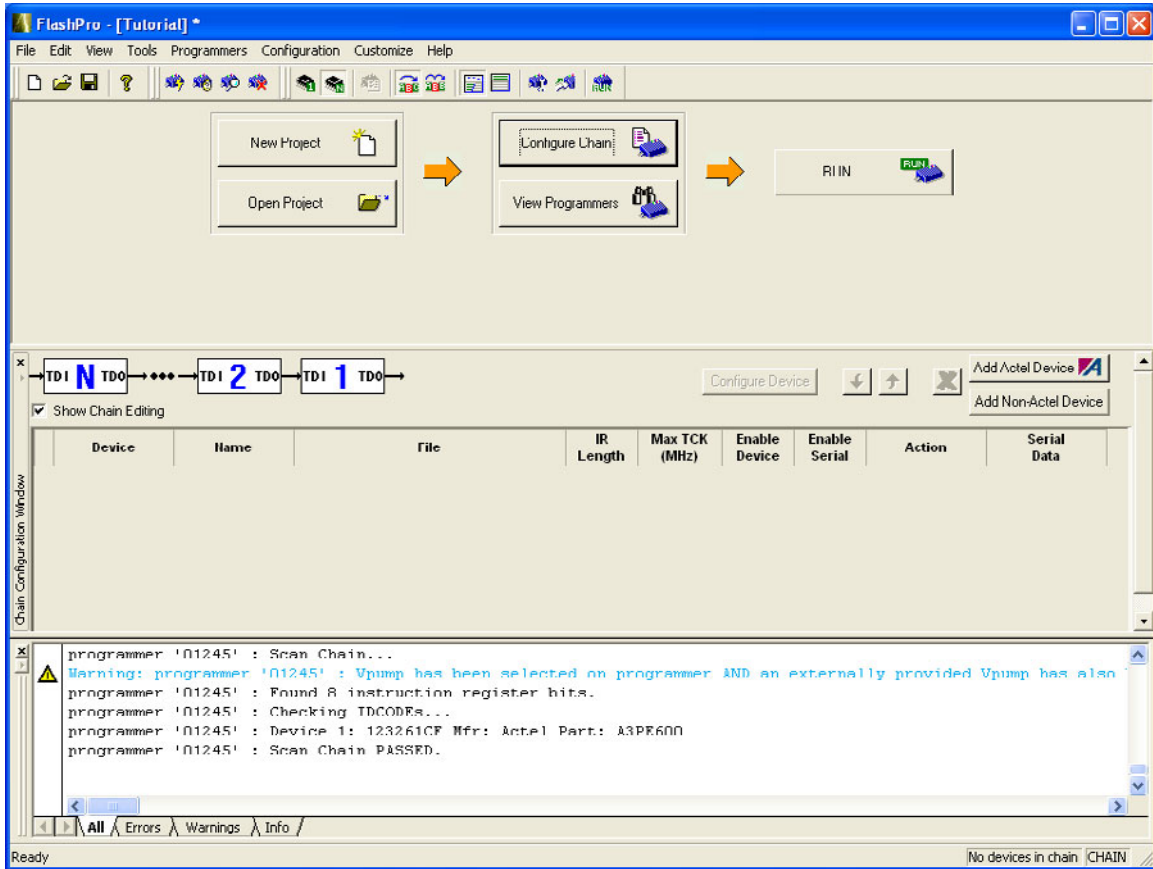 FlashPro - [Tutorial] *
File Edit View Tools Programmers Configuration Customize Help
New Project
Open Project
Configure Chain
View Programmers
RUN
RUN
TDI N TDO
TDI 2 TDO
TDI 1 TDO
Configure Device
Add Actel Device
Add Non-Actel Device
Show Chain Editing
Device Name File IR Length Max TCK (MHz) Enable Device Enable Serial Action Serial Data
Chain Configuration Window
programmer '01245' : Scan Chain...
Warning: programmer '01245' : Vpump has been selected on programmer AND an externally provided Vpump has also
programmer '01245' : Found 8 instruction register bits.
programmer '01245' : Checking IDCODEs...
programmer '01245' : Device 1: 123261CF Mfr: Actel Part: A3PE600
programmer '01245' : Scan Chain PASSED.
All Errors Warnings Info
Ready
No devices in chain CHAIN